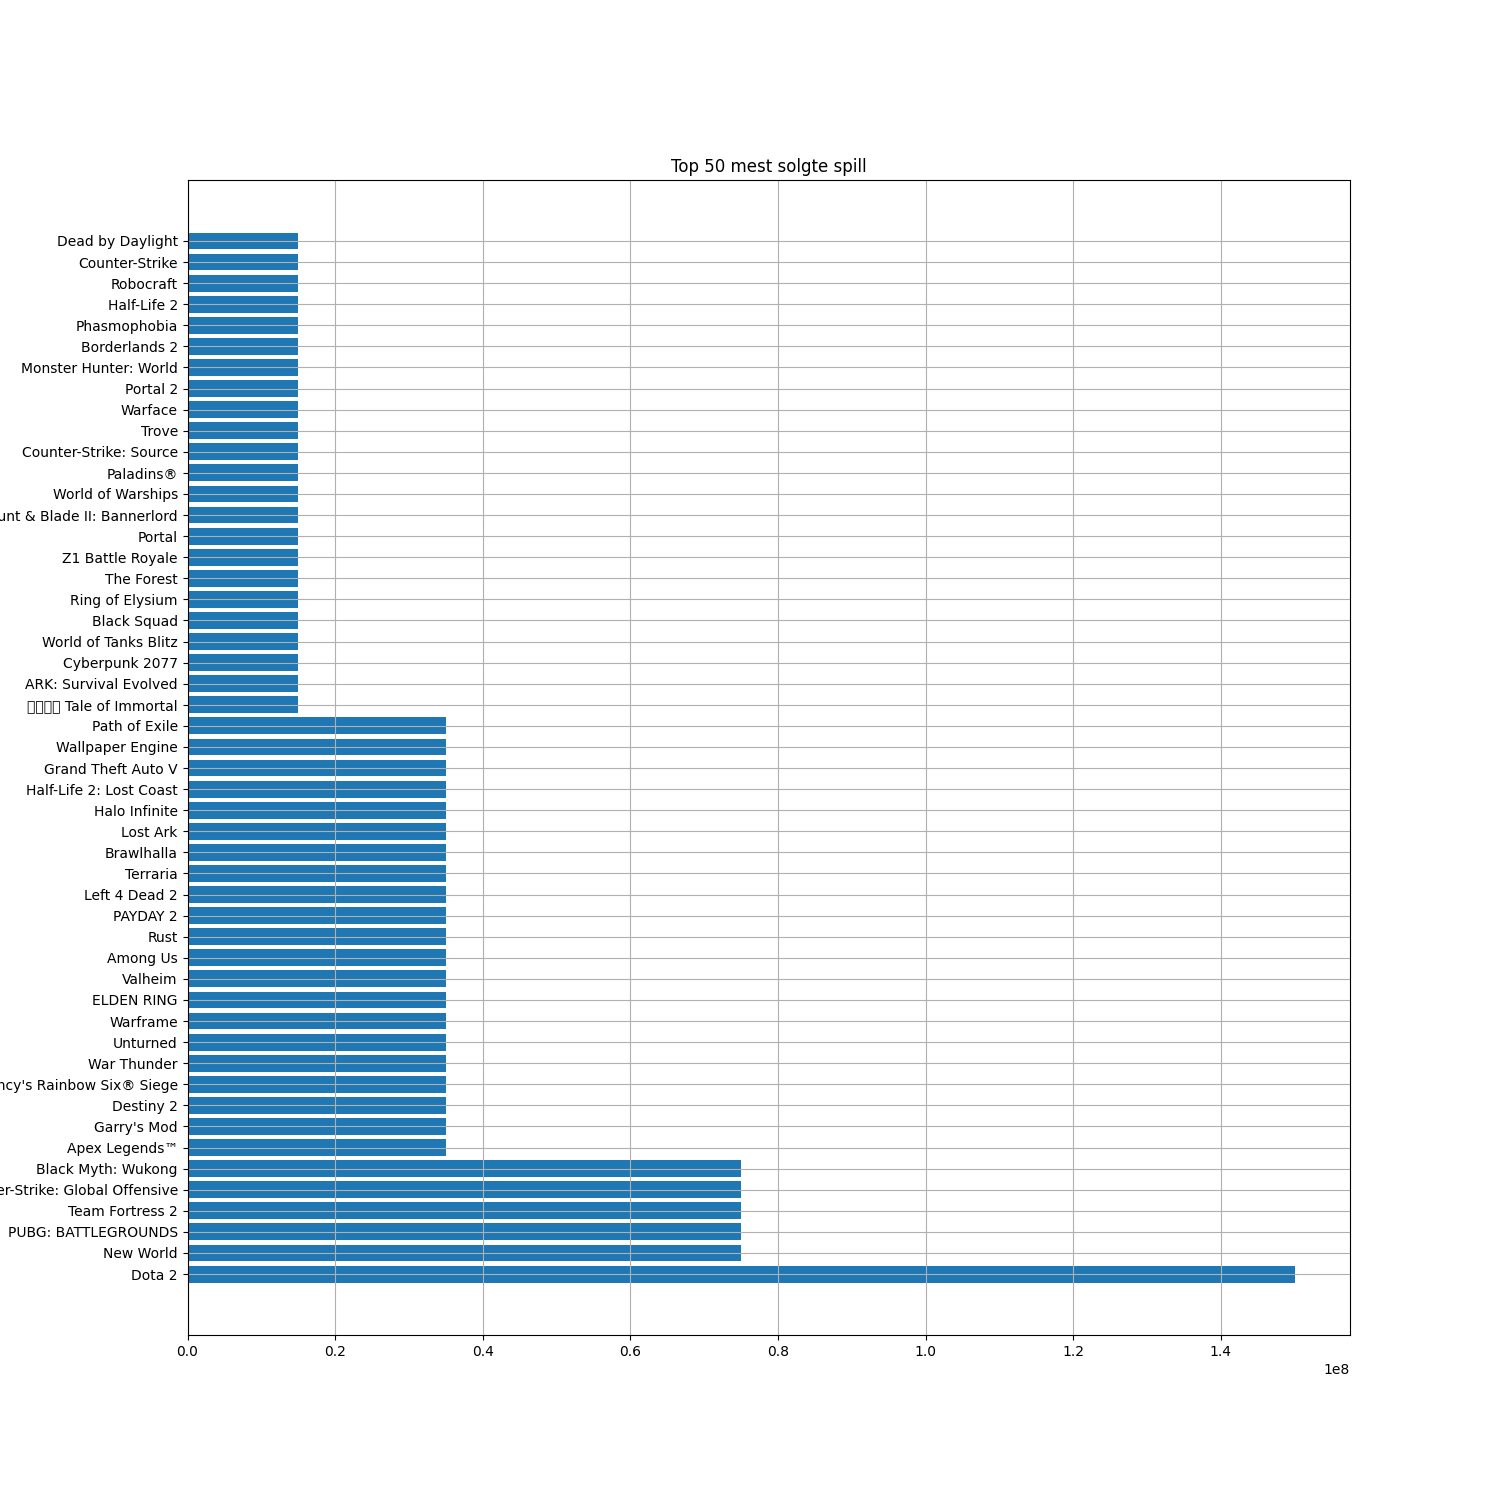 Top 50 mest solgte spill
Dead by Daylight
Counter-Strike
Robocraft
Half-Life 2
Phasmophobia
Borderlands 2
Monster Hunter: World
Portal 2
Warface
Trove
Counter-Strike: Source
Paladins®
World of Warships
unt & Blade II: Bannerlord
Portal
Z1 Battle Royale
The Forest
Ring of Elysium
Black Squad
World of Tanks Blitz
Cyberpunk 2077
ARK: Survival Evolved
Tale of Immortal
Path of Exile
Wallpaper Engine
Grand Theft Auto V
Half-Life 2: Lost Coast
Halo Infinite
Lost Ark
Brawlhalla
Terraria
Left 4 Dead 2
PAYDAY 2
Rust
Among Us
Valheim
ELDEN RING
Warframe
Unturned
War Thunder
ncy's Rainbow Six® Siege
Destiny 2
Garry's Mod
Apex Legends™
Black Myth: Wukong
er-Strike: Global Offensive
Team Fortress 2
PUBG: BATTLEGROUNDS
New World
Dota 2
0.0 0.2 0.4 0.6 0.8 1.0 1.2 1.4
1e8